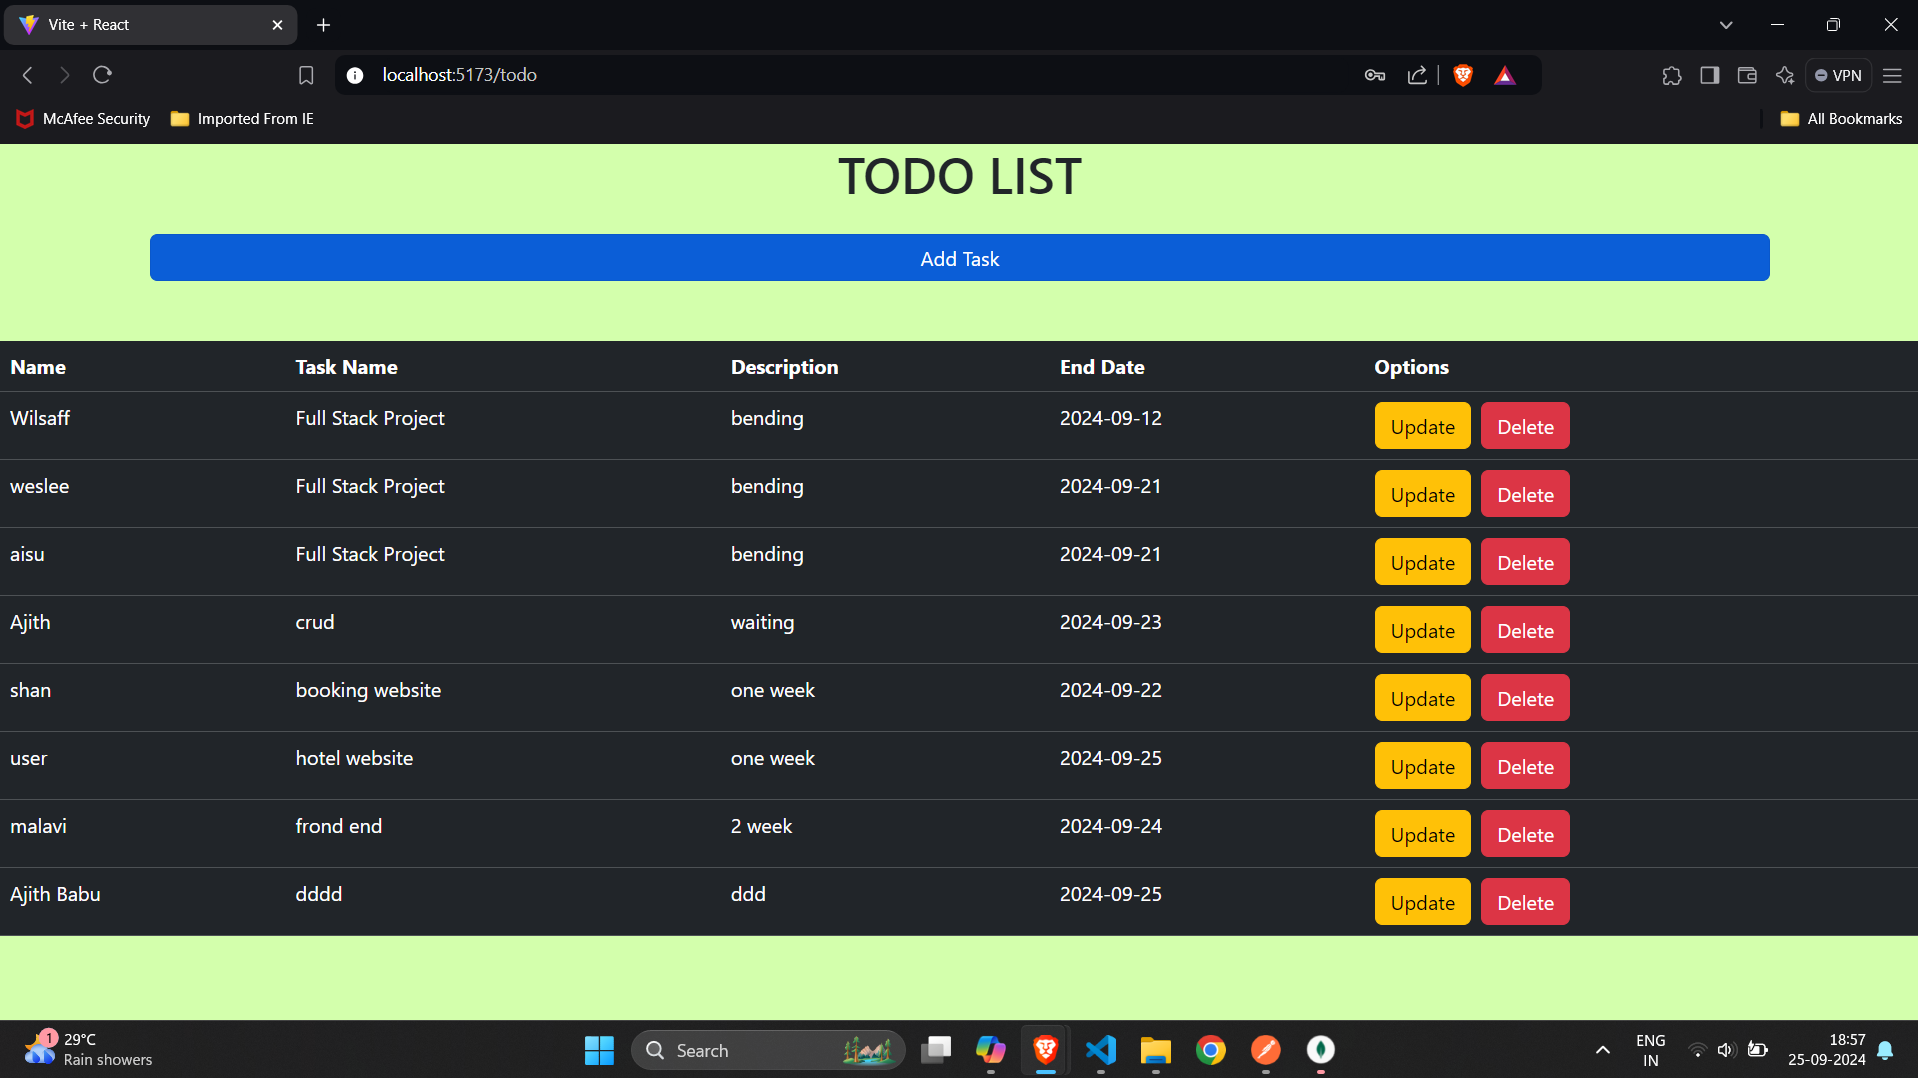 Vite + React
localhost:5173/todo
VPN
McAfee Security Imported From IE All Bookmarks
TODO LIST
Add Task
Name Task Name Description End Date Options
Wilsaff Full Stack Project bending 2024-09-12 Update Delete
weslee Full Stack Project bending 2024-09-21 Update Delete
aisu Full Stack Project bending 2024-09-21 Update Delete
Ajith crud waiting 2024-09-23 Update Delete
shan booking website one week 2024-09-22 Update Delete
user hotel website one week 2024-09-25 Update Delete
malavi frond end 2 week 2024-09-24 Update Delete
Ajith Babu dddd ddd 2024-09-25 Update Delete
1 29°C
Rain showers
Search
ENG
IN
18:57
25-09-2024